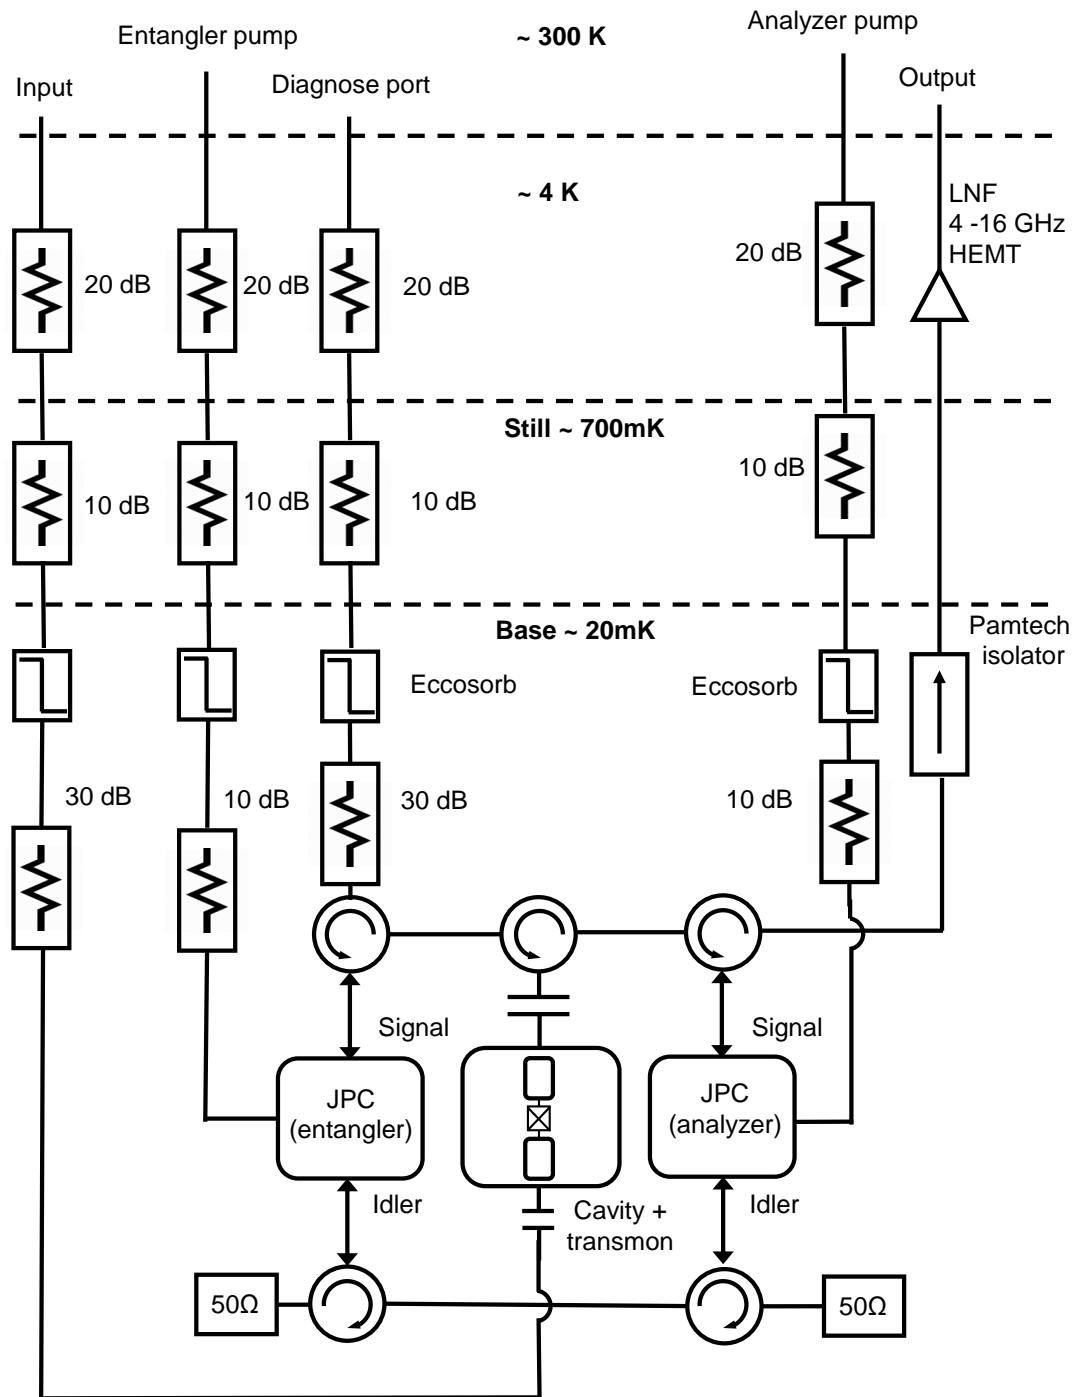 Entangler pump
~ 300 K
Analyzer pump
Input
Diagnose port
Output
~ 4 K
LNF
4 -16 GHz
HEMT
20 dB
20 dB
20 dB
20 dB
Still ~ 700mK
10 dB
10 dB
10 dB
10 dB
Base ~ 20mK
Pamtech
isolator
Eccosorb
Eccosorb
30 dB
10 dB
30 dB
10 dB
Signal
Signal
JPC
(entangler)
JPC
(analyzer)
Idler
Cavity +
transmon
Idler
50Ω
50Ω